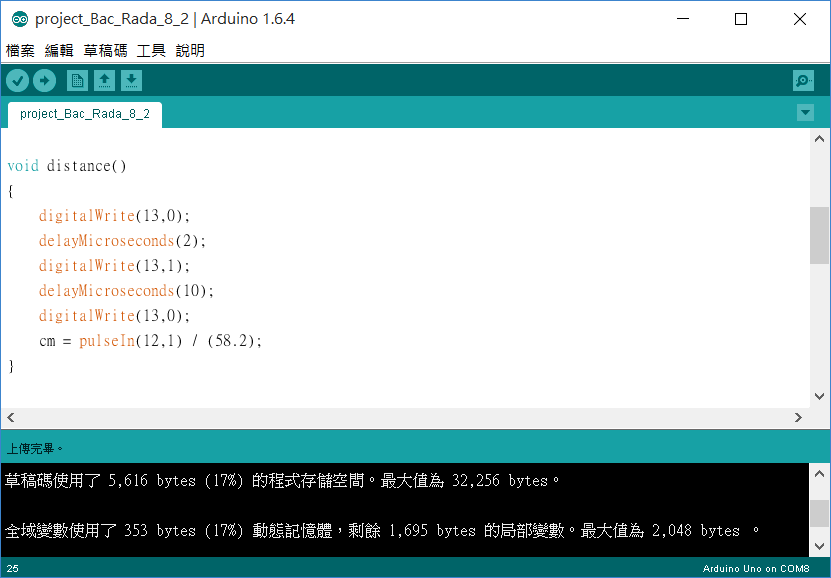 project_Bac_Rada_8_2 | Arduino 1.6.4
檔案 編輯 草稿碼 工具 說明
project_Bac_Rada_8_2
void distance()
{
digitalWrite(13,0);
delayMicroseconds(2);
digitalWrite(13,1);
delayMicroseconds(10);
digitalWrite(13,0);
cm = pulseIn(12,1) / (58.2);
}
上傳完畢。
草稿碼使用了 5,616 bytes (17%) 的程式存儲空間。最大值為 32,256 bytes。
全域變數使用了 353 bytes (17%) 動態記憶體，剩餘 1,695 bytes 的局部變數。最大值為 2,048 bytes 。
25
Arduino Uno on COM8